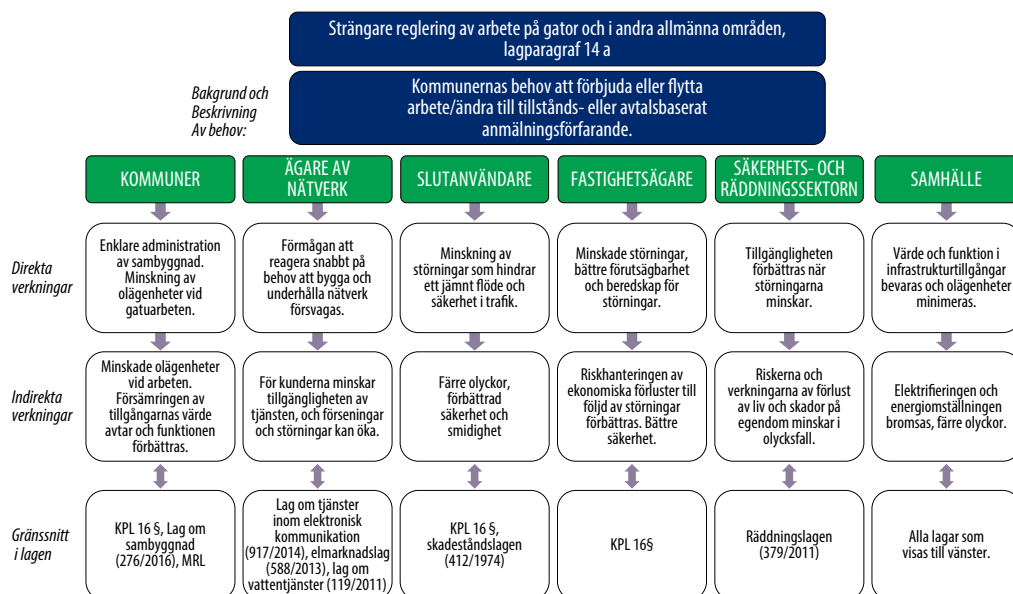 Strängare reglering av arbete på gator och i andra allmänna områden,
lagparagraf 14 a
Bakgrund och
Beskrivning
Av behov:
Kommunernas behov att förbjuda eller flytta
arbete/ändra till tillstånds- eller avtalsbaserat
anmälningsförfarande.
KOMMUNER
ÄGARE AV
NÄTVERK
SLUTANVÄNDARE
FASTIGHETSÄGARE
SÄKERHETS- OCH
RÄDDNINGSSEKTORN
SAMHÄLLE
Direkta
verkningar
Enklare administration
av sambyggnad.
Minskning av
olägenheter vid
gatuarbeten.
Förmågan att
reagera snabbt på
behov att bygga och
underhålla nätverk
försvagas.
Minskning av
störningar som hindrar
ett jämnt flöde och
säkerhet i trafik.
Minskade störningar,
bättre förutsägbarhet
och beredskap för
störningar.
Tillgängligheten
förbättras när
störningarna
minskar.
Värde och funktion i
infrastrukturtillgångar
bevaras och olägenheter
minimeras.
Indirekta
verkningar
Minskade olägenheter
vid arbeten.
Försämringen av
tillgångarnas värde
avtar och funktionen
förbättras.
För kunderna minskar
tillgängligheten av
tjänsten, och förseningar
och störningar kan öka.
Färre olyckor,
förbättrad
säkerhet och
smidighet
Riskhanteringen av
ekonomiska förluster till
följd av störningar
förbättras. Bättre
säkerhet.
Riskerna och
verkningarna av förlust
av liv och skador på
egendom minskar i
olycksfall.
Elektrifieringen och
energiomställningen
bromsas, färre olyckor.
Gränssnitt
i lagen
KPL 16 §, Lag om
sambyggnad
(276/2016), MRL
Lag om tjänster
inom elektronisk
kommunikation
(917/2014), elmarknadslag
(588/2013), lag om
vattentjänster (119/2011)
KPL 16 §,
skadeståndslagen
(412/1974)
KPL 16§
Räddningslagen
(379/2011)
Alla lagar som
visas till vänster.